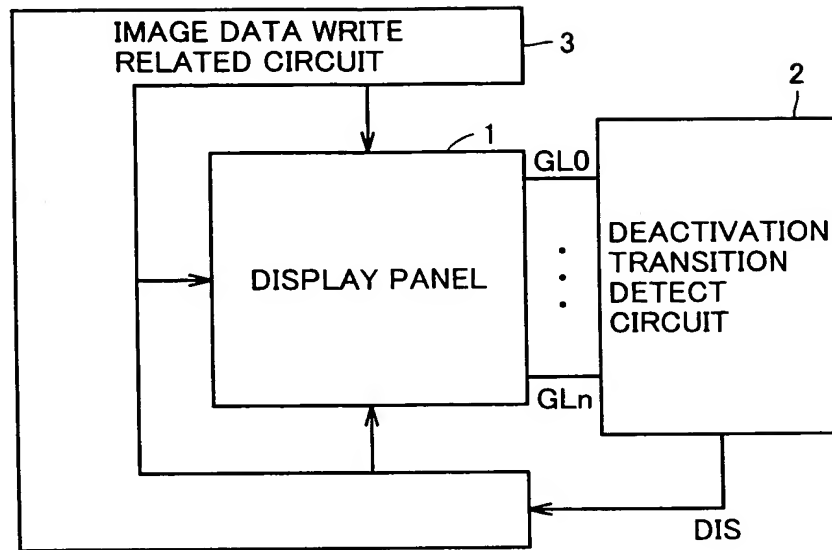 IMAGE DATA WRITE
RELATED CIRCUIT
3
2
1
GL0
DISPLAY PANEL
DEACTIVATION
TRANSITION
DETECT
CIRCUIT
GLn
DIS